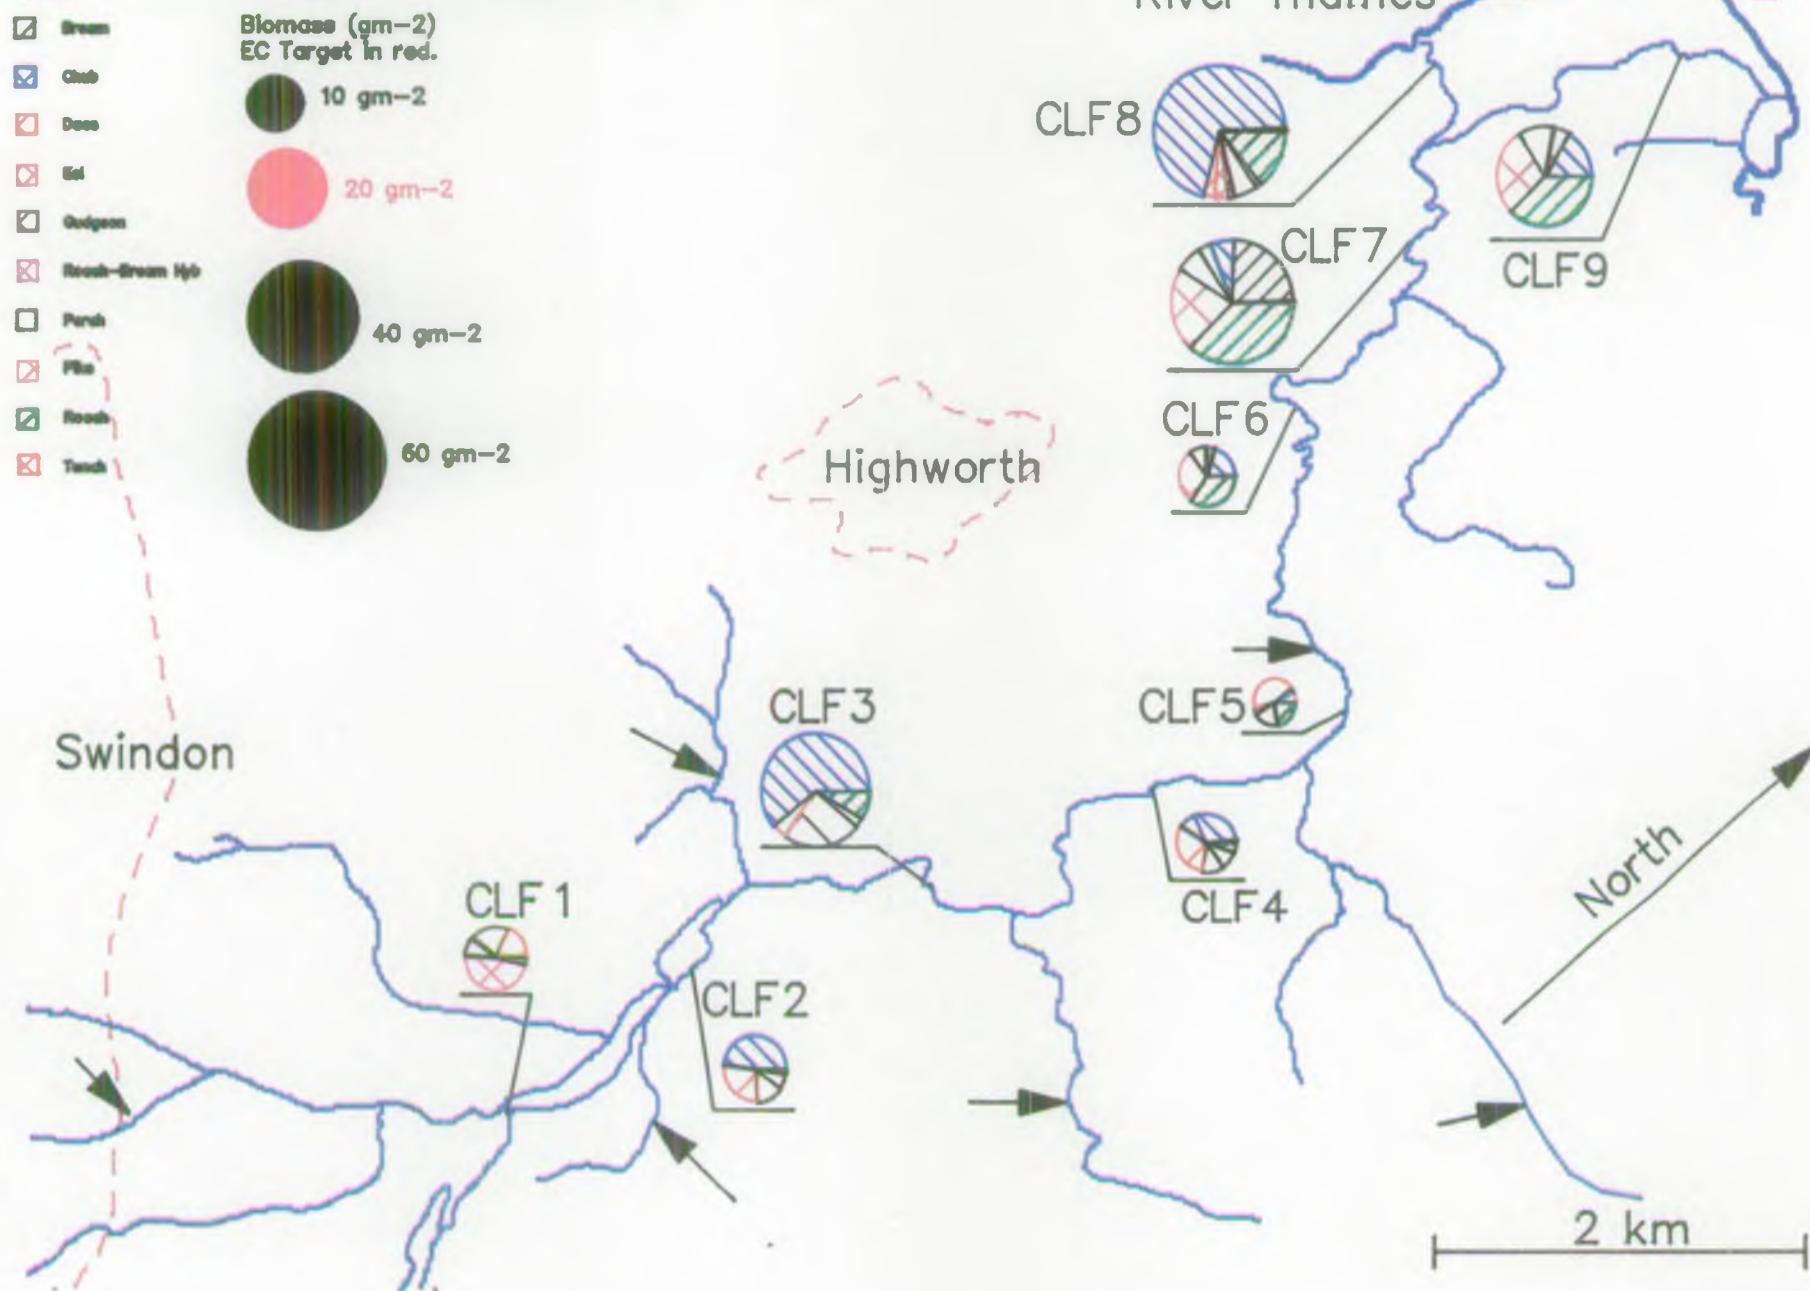 River Thames
Bream
Chub
Dace
Eel
Gudgeon
Roach-Bream Hyb
Perch
Pike
Roach
Tench
Biomass (gm-2)
EC Target in red.
10 gm-2
20 gm-2
40 gm-2
60 gm-2
CLF8
CLF9
CLF7
CLF6
Highworth
CLF5
CLF3
Swindon
CLF4
North
CLF1
CLF2
2 km